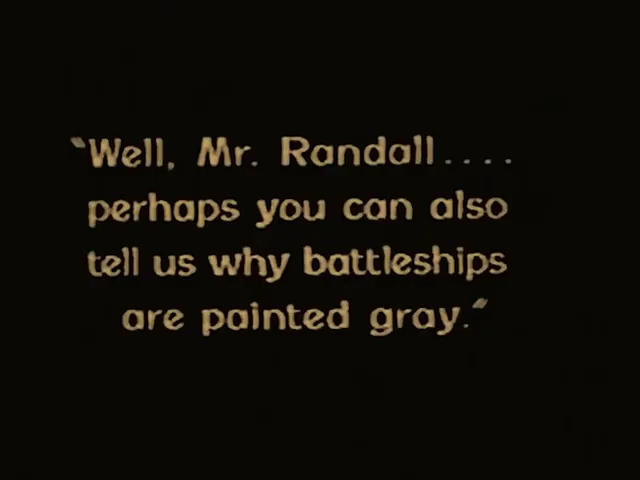 "Well, Mr. Randall....
perhaps you can also
tell us why battleships
are painted gray."